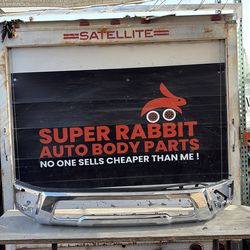 SATELLITE
SUPER RABBIT
AUTO BODY PARTS
NO ONE SELLS CHEAPER THAN ME !